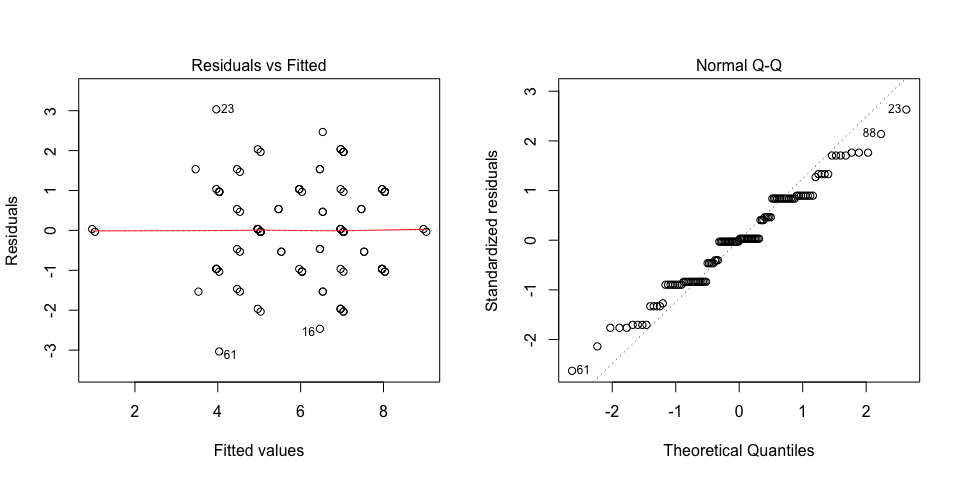 Residuals vs Fitted
Residuals
3
2
1
0
-1
-2
-3
23
16
61
2 4 6 8
Fitted values
Normal Q-Q
Standardized residuals
3
2
1
0
-1
-2
23
88
61
-2 -1 0 1 2
Theoretical Quantiles